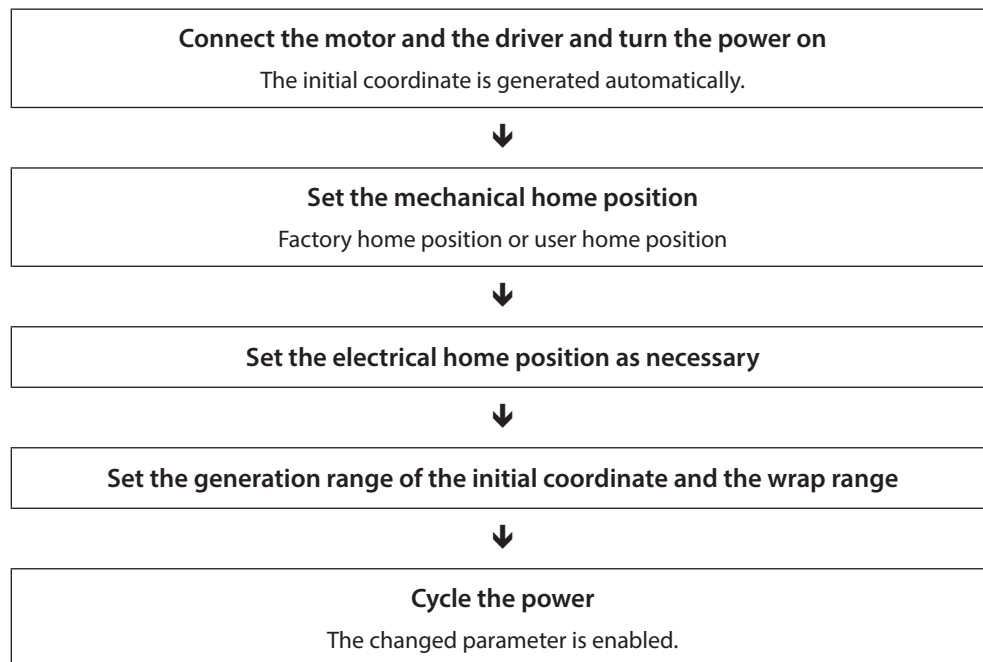 Connect the motor and the driver and turn the power on
The initial coordinate is generated automatically.
Set the mechanical home position
Factory home position or user home position
Set the electrical home position as necessary
Set the generation range of the initial coordinate and the wrap range
Cycle the power
The changed parameter is enabled.